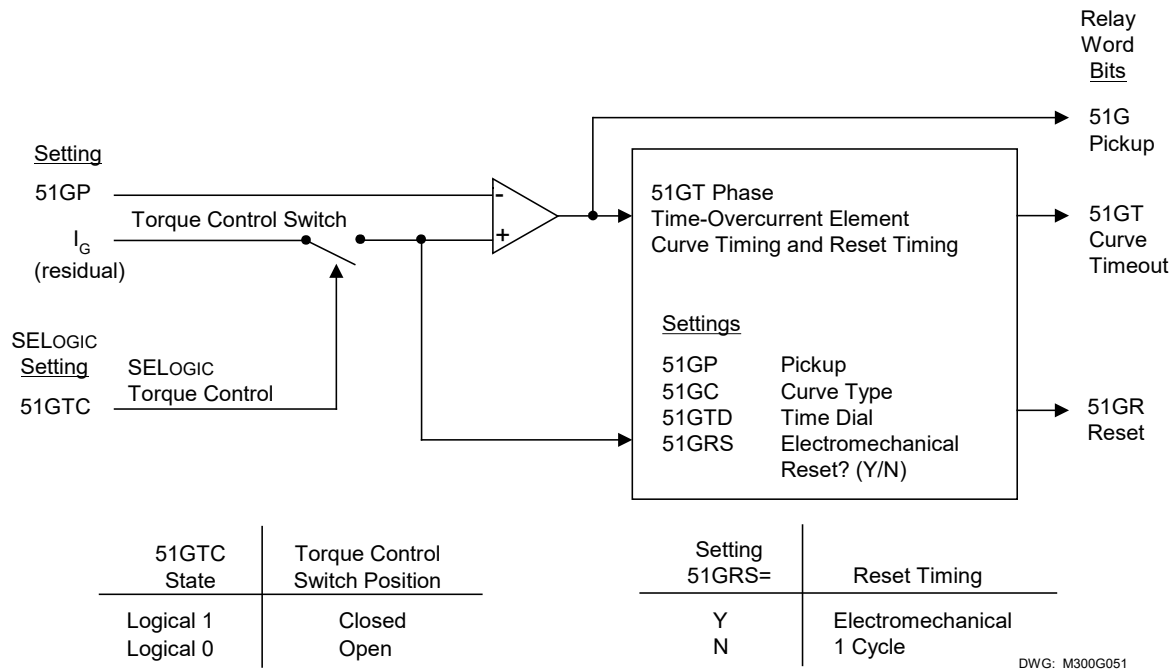 Relay
Word
Bits
51G
Pickup
Setting
51GP
Torque Control Switch
I_G
(residual)
-
+
51GT Phase
Time-Overcurrent Element
Curve Timing and Reset Timing
51GT
Curve
Timeout
SELOGIC
Setting
51GTC
SELOGIC
Torque Control
Settings
51GP Pickup
51GC Curve Type
51GTD Time Dial
51GRS Electromechanical
Reset? (Y/N)
51GR
Reset
51GTC
State
Torque Control
Switch Position
Logical 1 Closed
Logical 0 Open
Setting
51GRS= Reset Timing
Y Electromechanical
N 1 Cycle
DWG: M300G051